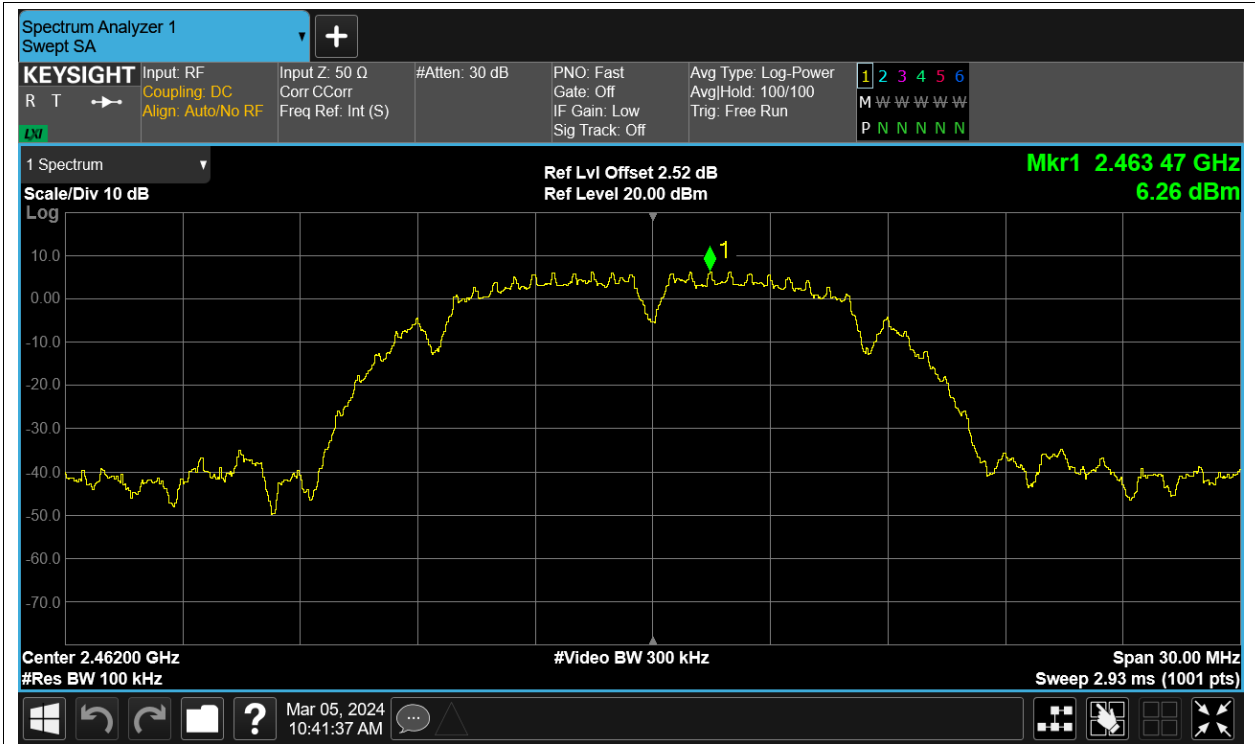 Spectrum Analyzer 1
Swept SA
KEYSIGHT
R T
LXI
Input: RF
Coupling: DC
Align: Auto/No RF
Input Z: 50 Ω
Corr CCorr
Freq Ref: Int (S)
#Atten: 30 dB
PNO: Fast
Gate: Off
IF Gain: Low
Sig Track: Off
Avg Type: Log-Power
Avg|Hold: 100/100
Trig: Free Run
1 2 3 4 5 6
M W W W W W W
P N N N N N N
1 Spectrum
Scale/Div 10 dB
Log
Ref Lvl Offset 2.52 dB
Ref Level 20.00 dBm
Mkr1 2.463 47 GHz
6.26 dBm
1
10.0
0.00
-10.0
-20.0
-30.0
-40.0
-50.0
-60.0
-70.0
Center 2.46200 GHz
#Res BW 100 kHz
#Video BW 300 kHz
Span 30.00 MHz
Sweep 2.93 ms (1001 pts)
?
Mar 05, 2024
10:41:37 AM